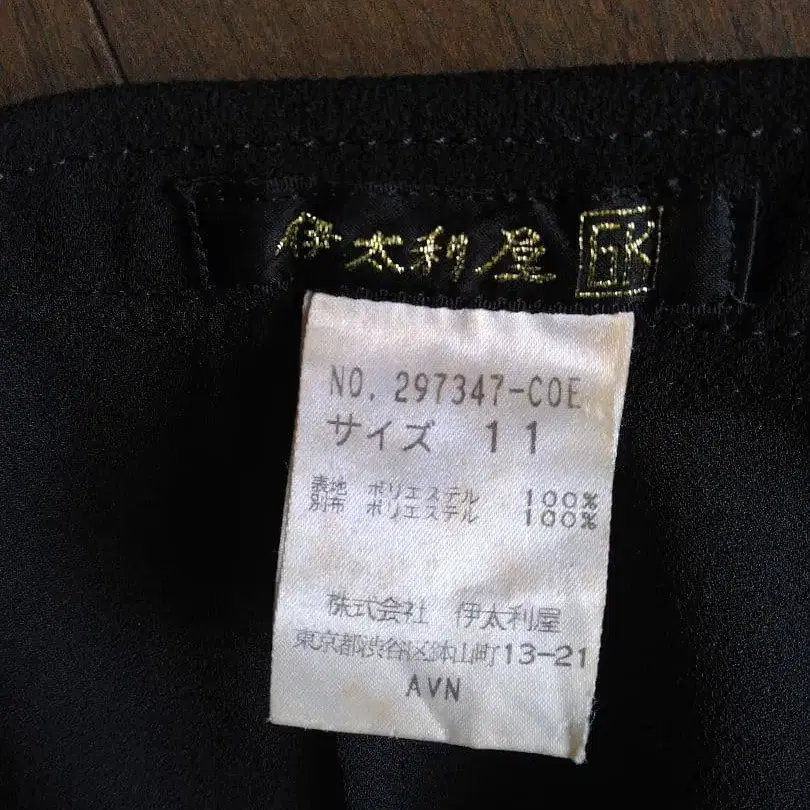 伊太利屋 GK
NO. 297347-COE
サイズ 11
表地 ポリエステル 100%
別布 ポリエステル 100%
株式会社 伊太利屋
東京都渋谷区鉢山町13-21
AVN